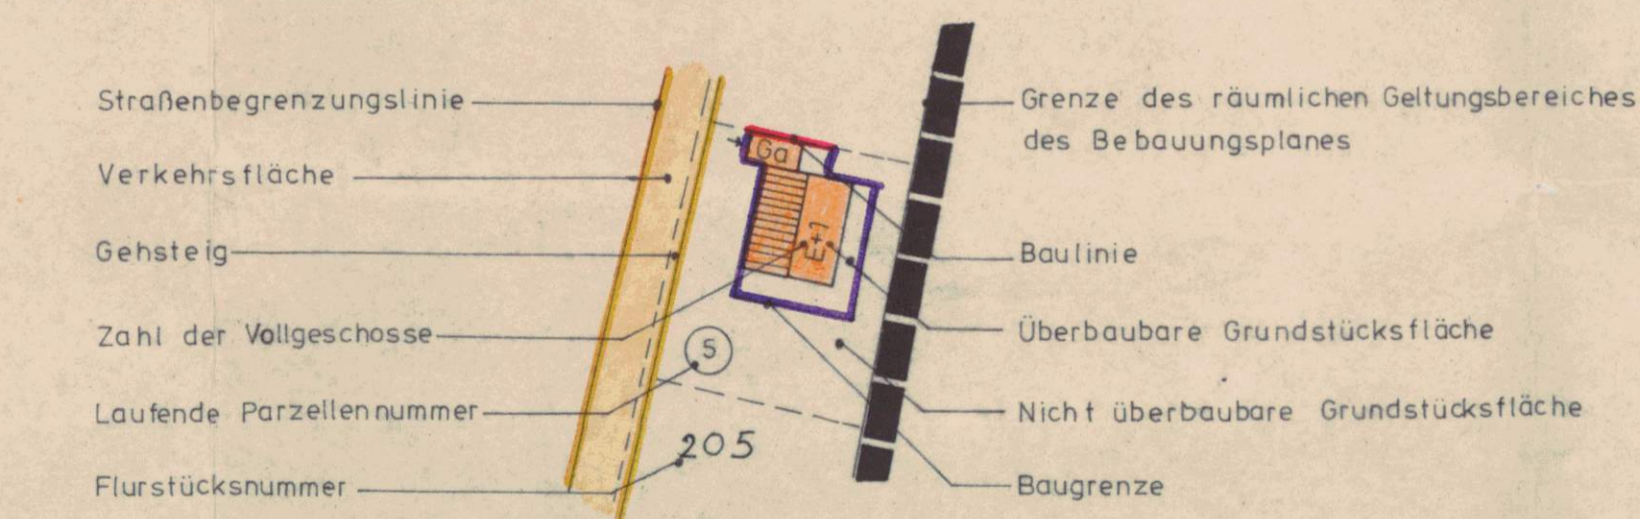 Straßenbegrenzungslinie
Verkehrsfläche
Gehsteig
Zahl der Vollgeschosse
Laufende Parzellennummer
Flurstücksnummer
Ga
E+1
5
205
Grenze des räumlichen Geltungsbereiches
des Bebauungsplanes
Baulinie
Überbaubare Grundstücksfläche
Nicht überbaubare Grundstücksfläche
Baugrenze